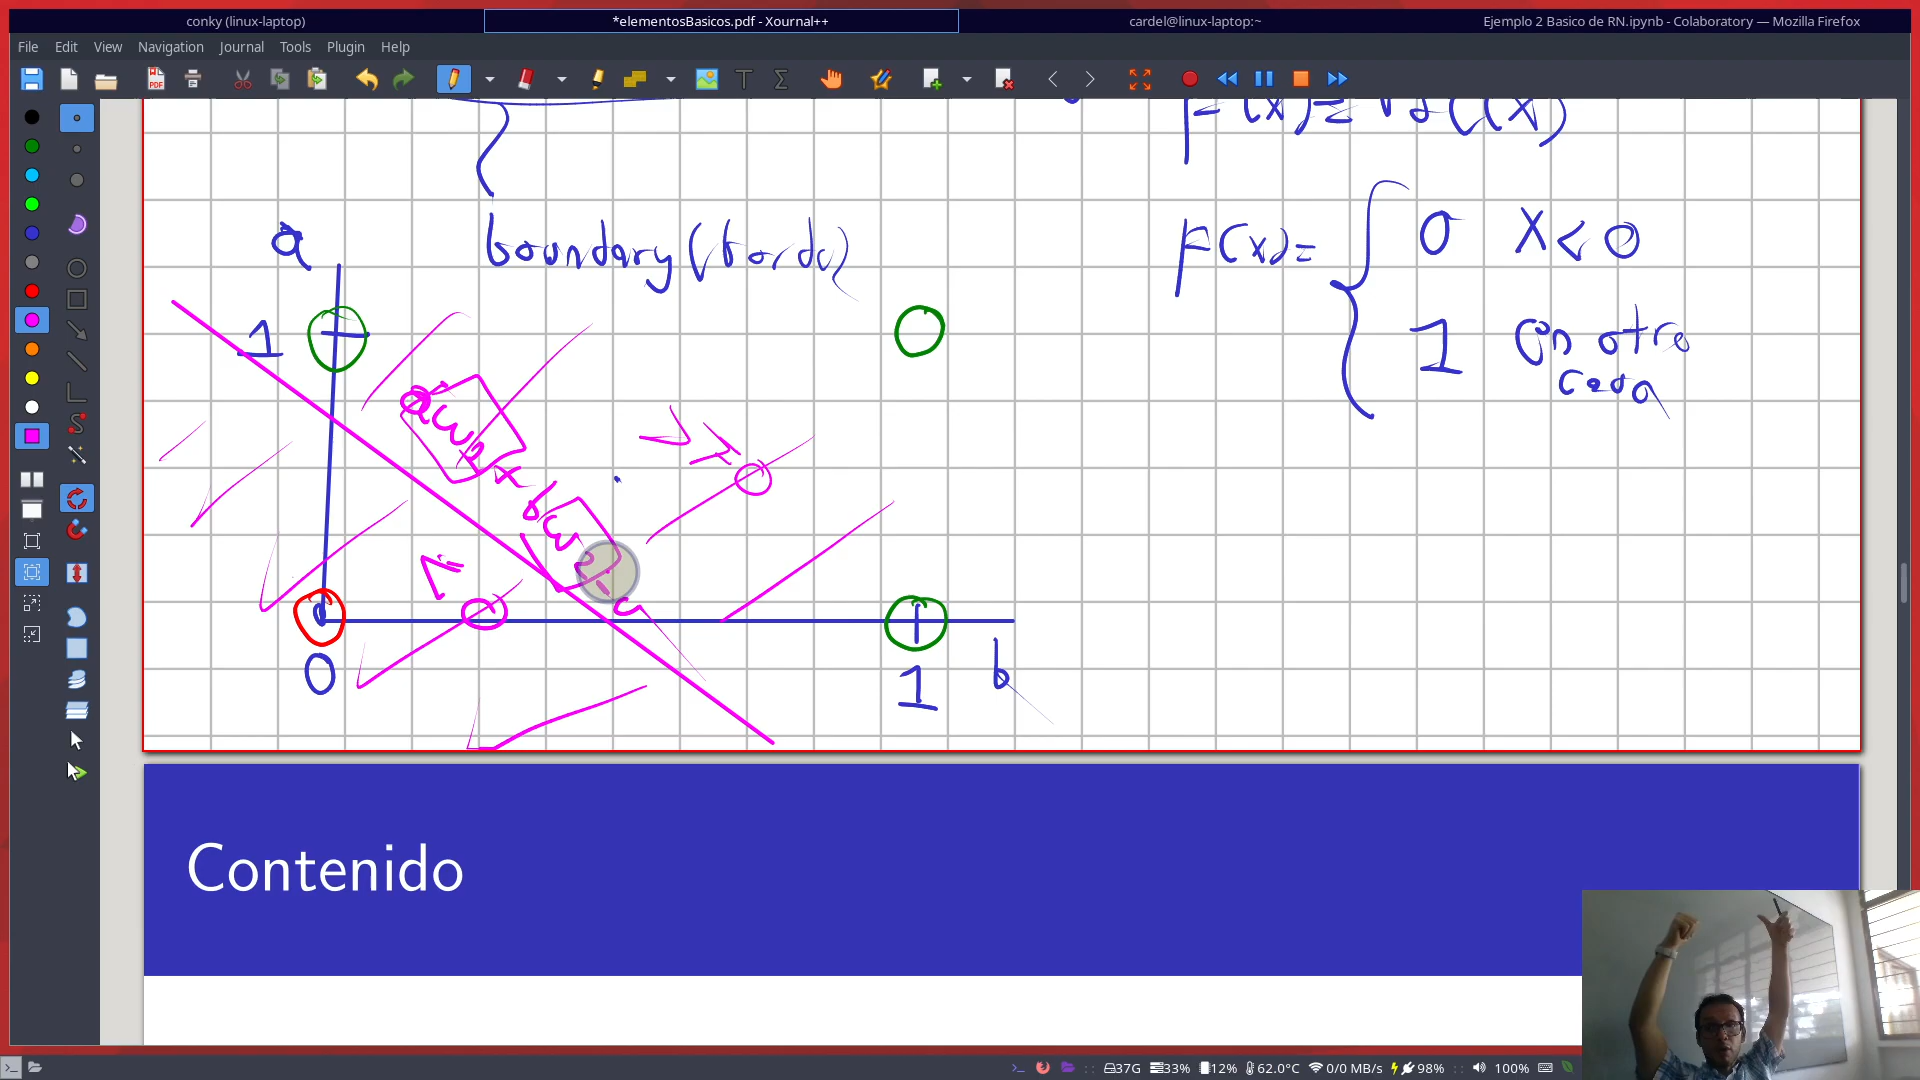 conky (linux-laptop)
*elementosBasicos.pdf - Xournal++
cardel@linux-laptop:~
Ejemplo 2 Basico de RN.ipynb - Colaboratory — Mozilla Firefox
File Edit View Navigation Journal Tools Plugin Help
PDF
T Σ
F(x)=
a
boundary (borde)
F(x)= { 0 x<0
1 en otro
caso
1
0
1
b
Contenido
37G 33% 12% 62.0°C 0/0 MB/s 98% 100%